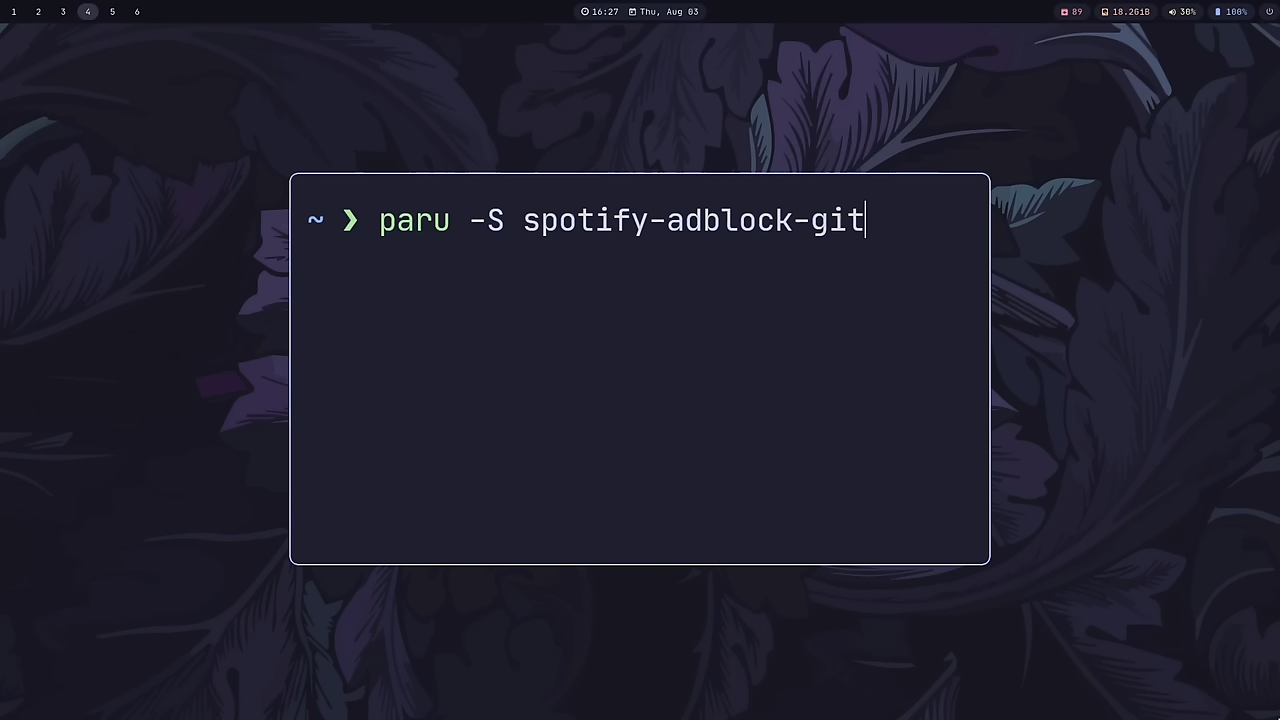 1 2 3 4 5 6 16:27 Thu, Aug 03 89 18.2GiB 30% 100%
~ ❯ paru -S spotify-adblock-git